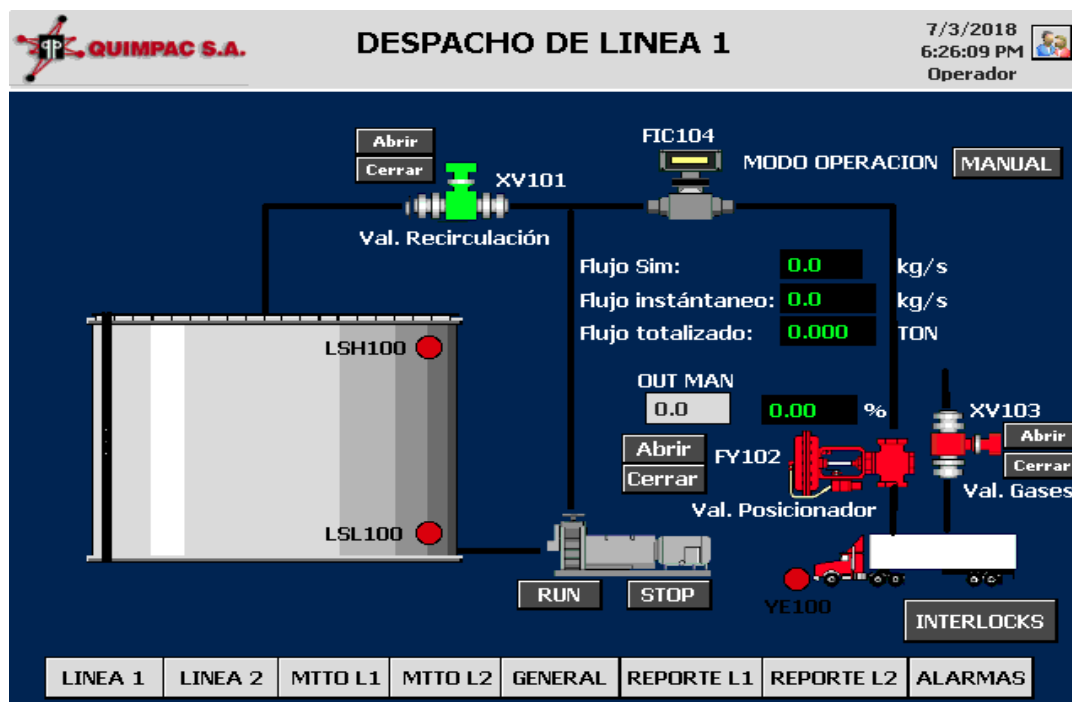 QUIMPAC S.A.
DESPACHO DE LINEA 1
7/3/2018
6:26:09 PM
Operador
Abrir
Cerrar
XV101
Val. Recirculación
FIC104
MODO OPERACION
MANUAL
Flujo Sim: 0.0 kg/s
Flujo instántaneo: 0.0 kg/s
Flujo totalizado: 0.000 TON
LSH100
OUT MAN
0.0
0.00 %
XV103
Abrir
Cerrar
Val. Gases
Abrir
Cerrar
FY102
Val. Posicionador
LSL100
RUN
STOP
YE100
INTERLOCKS
LINEA 1 LINEA 2 MTTO L1 MTTO L2 GENERAL REPORTE L1 REPORTE L2 ALARMAS